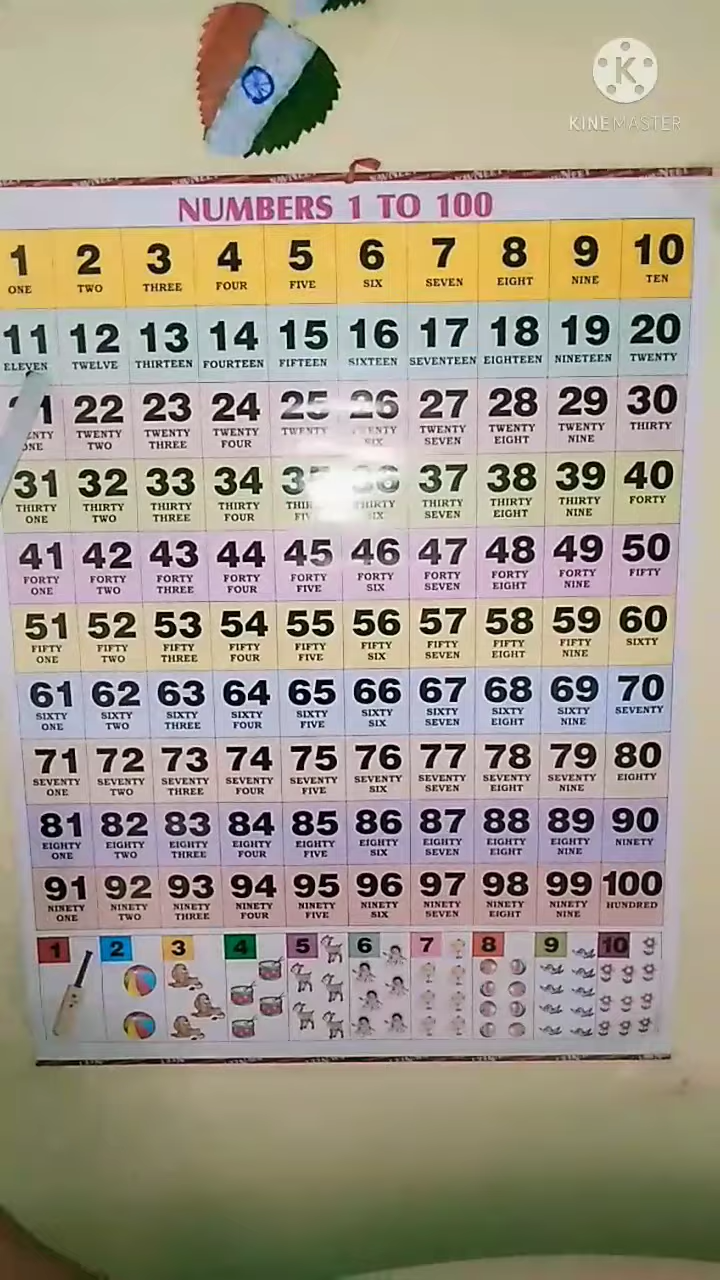 KINEMASTER
NUMBERS 1 TO 100
1 2 3 4 5 6 7 8 9 10
ONE TWO THREE FOUR FIVE SIX SEVEN EIGHT NINE TEN
11 12 13 14 15 16 17 18 19 20
ELEVEN TWELVE THIRTEEN FOURTEEN FIFTEEN SIXTEEN SEVENTEEN EIGHTEEN NINETEEN TWENTY
22 23 24 25 26 27 28 29 30
TWENTY TWENTY TWENTY TWENTY TWENTY TWENTY TWENTY THIRTY
ONE TWO THREE FOUR SIX SEVEN EIGHT NINE
31 32 33 34 37 38 39 40
THIRTY THIRTY THIRTY THIRTY THIRTY THIRTY THIRTY THIRTY FORTY
ONE TWO THREE FOUR SEVEN EIGHT NINE
41 42 43 44 45 46 47 48 49 50
FORTY FORTY FORTY FORTY FORTY FORTY FORTY FORTY FORTY FIFTY
ONE TWO THREE FOUR FIVE SIX SEVEN EIGHT NINE
51 52 53 54 55 56 57 58 59 60
FIFTY FIFTY FIFTY FIFTY FIFTY FIFTY FIFTY FIFTY FIFTY SIXTY
ONE TWO THREE FOUR FIVE SIX SEVEN EIGHT NINE
61 62 63 64 65 66 67 68 69 70
SIXTY SIXTY SIXTY SIXTY SIXTY SIXTY SIXTY SIXTY SIXTY SEVENTY
ONE TWO THREE FOUR FIVE SIX SEVEN EIGHT NINE
71 72 73 74 75 76 77 78 79 80
SEVENTY SEVENTY SEVENTY SEVENTY SEVENTY SEVENTY SEVENTY SEVENTY SEVENTY EIGHTY
ONE TWO THREE FOUR FIVE SIX SEVEN EIGHT NINE
81 82 83 84 85 86 87 88 89 90
EIGHTY EIGHTY EIGHTY EIGHTY EIGHTY EIGHTY EIGHTY EIGHTY EIGHTY NINETY
ONE TWO THREE FOUR FIVE SIX SEVEN EIGHT NINE
91 92 93 94 95 96 97 98 99 100
NINETY NINETY NINETY NINETY NINETY NINETY NINETY NINETY NINETY HUNDRED
ONE TWO THREE FOUR FIVE SIX SEVEN EIGHT NINE
1 2 3 4 5 6 7 8 9 10